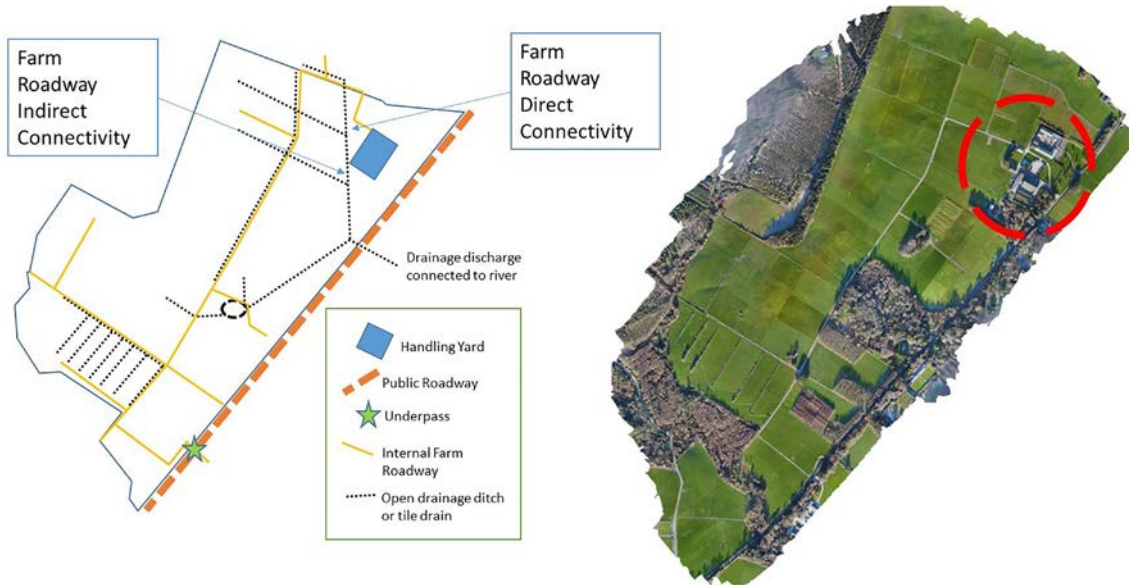 Farm
Roadway
Indirect
Connectivity
Farm
Roadway
Direct
Connectivity
Drainage discharge
connected to river
Handling Yard
Public Roadway
Underpass
Internal Farm
Roadway
Open drainage ditch
or tile drain